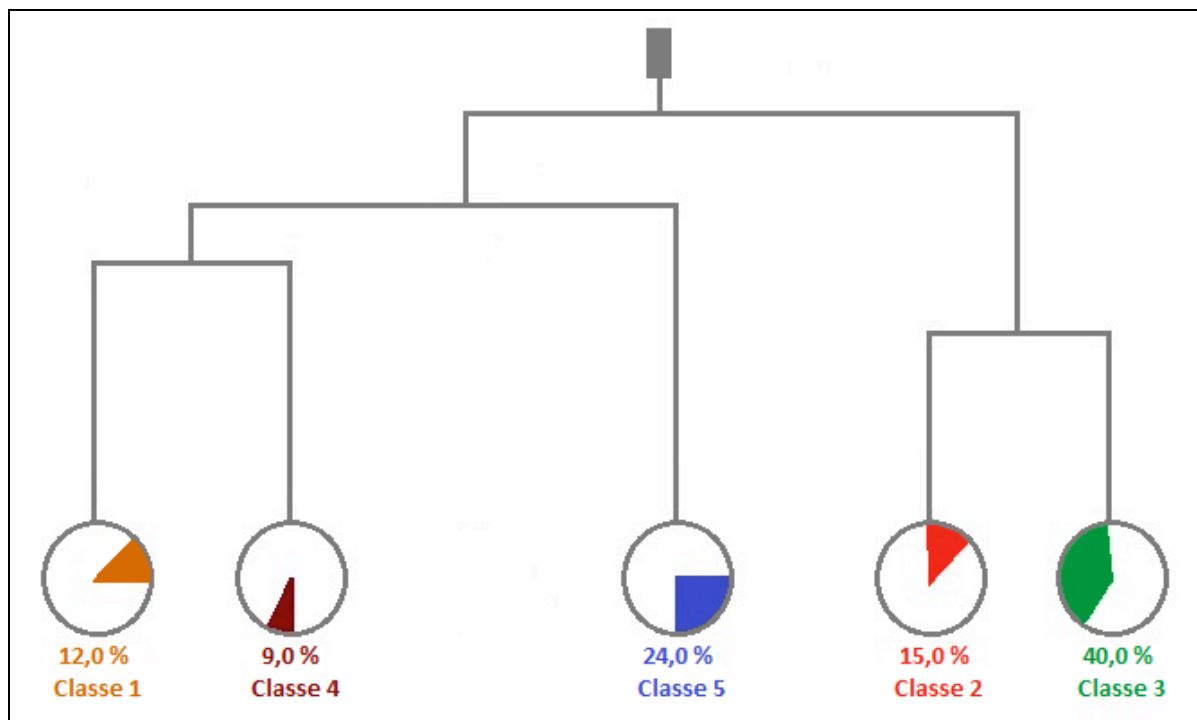 12,0 %
Classe 1
9,0 %
Classe 4
24,0 %
Classe 5
15,0 %
Classe 2
40,0 %
Classe 3